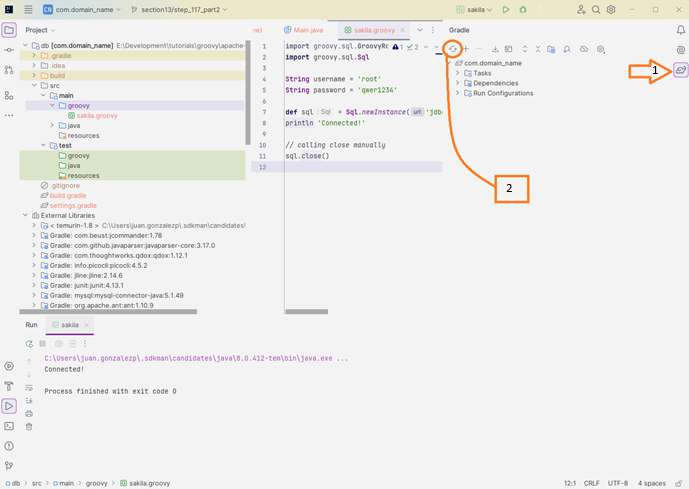 CN com.domain_name
section13/step_117_part2
sakila
Project
db [com.domain_name] E:\Development\tutorials\groovy\apache-
.gradle
.idea
build
src
main
groovy
sakila.groovy
java
resources
test
groovy
java
resources
.gitignore
build.gradle
settings.gradle
External Libraries
< temurin-1.8 > C:\Users\juan.gonzalezp\.sdkman\candidates\
Gradle: com.beust:jcommander:1.78
Gradle: com.github.javaparser:javaparser-core:3.17.0
Gradle: com.thoughtworks.qdox:qdox:1.12.1
Gradle: info.picocli:picocli:4.5.2
Gradle: jline:jline:2.14.6
Gradle: junit:junit:4.13.1
Gradle: mysql:mysql-connector-java:5.1.49
Gradle: org.apache.ant:ant:1.10.9
re)
Main.java
sakila.groovy
1 import groovy.sql.GroovyRo 1 2
2 import groovy.sql.Sql
3
4 String username = 'root'
5 String password = 'qwer1234'
6
7 def sql : Sql = Sql.newInstance( url: 'jdb
8 println 'Connected!'
9
10 // calling close manually
11 sql.close()
12
Gradle
com.domain_name
Tasks
Dependencies
Run Configurations
1
2
Run sakila
C:\Users\juan.gonzalezp\.sdkman\candidates\java\8.0.412-tem\bin\java.exe ...
Connected!
Process finished with exit code 0
db > src > main > groovy > sakila.groovy
12:1 CRLF UTF-8 4 spaces